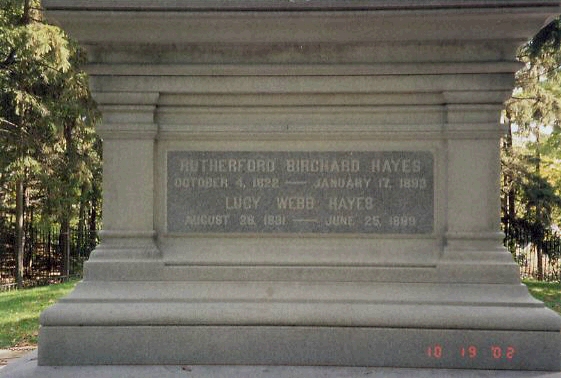 RUTHERFORD BIRCHARD HAYES
OCTOBER 4, 1822 — JANUARY 17, 1893
LUCY WEBB HAYES
AUGUST 28, 1831 — JUNE 25, 1889
10 19 '02